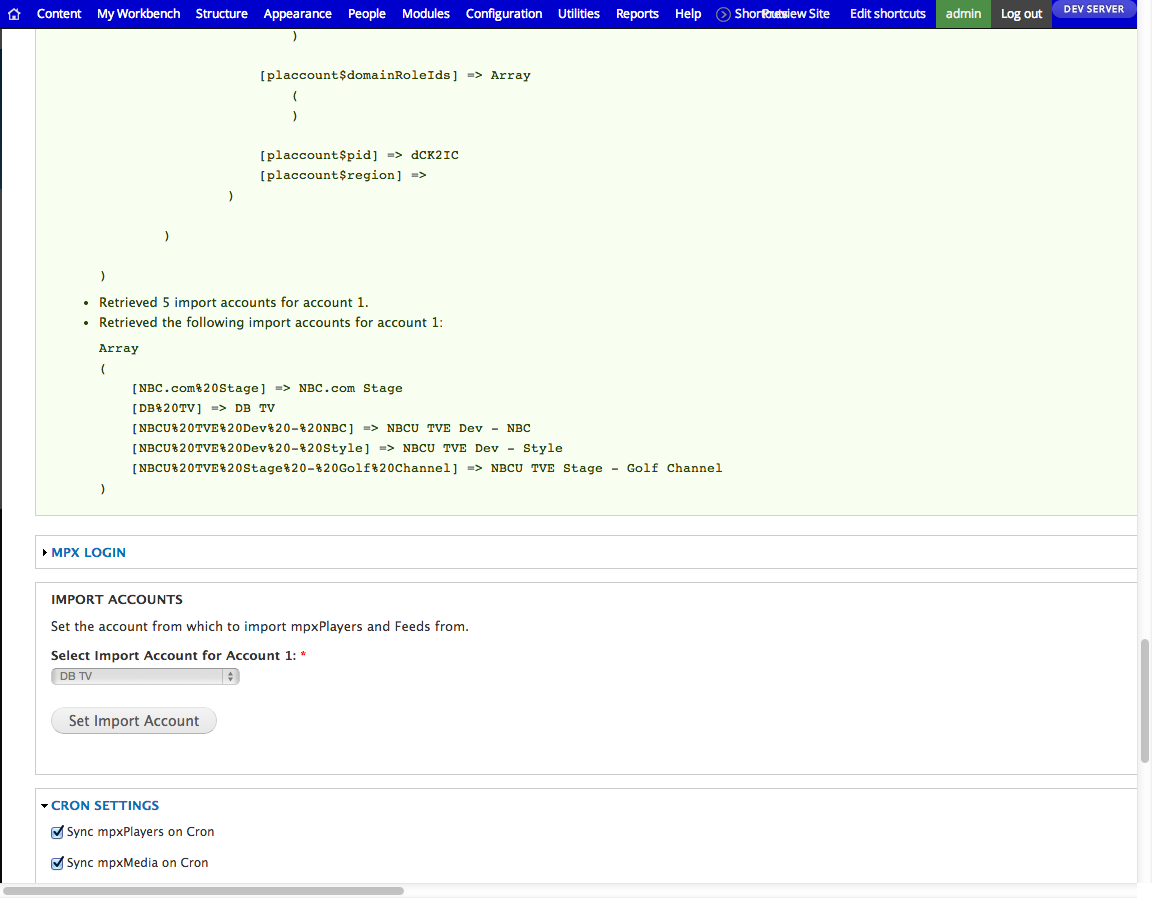 Content My Workbench Structure Appearance People Modules Configuration Utilities Reports Help Shortcuts Preview Site Edit shortcuts admin Log out DEV SERVER
)
[placcount$domainRoleIds] => Array
(
)
[placcount$pid] => dCK2IC
[placcount$region] =>
)
)
)
• Retrieved 5 import accounts for account 1.
• Retrieved the following import accounts for account 1:
Array
(
[NBC.com%20Stage] => NBC.com Stage
[DB%20TV] => DB TV
[NBCU%20TVE%20Dev%20-%20NBC] => NBCU TVE Dev - NBC
[NBCU%20TVE%20Dev%20-%20Style] => NBCU TVE Dev - Style
[NBCU%20TVE%20Stage%20-%20Golf%20Channel] => NBCU TVE Stage - Golf Channel
)
MPX LOGIN
IMPORT ACCOUNTS
Set the account from which to import mpxPlayers and Feeds from.
Select Import Account for Account 1: *
DB TV
Set Import Account
CRON SETTINGS
Sync mpxPlayers on Cron
Sync mpxMedia on Cron